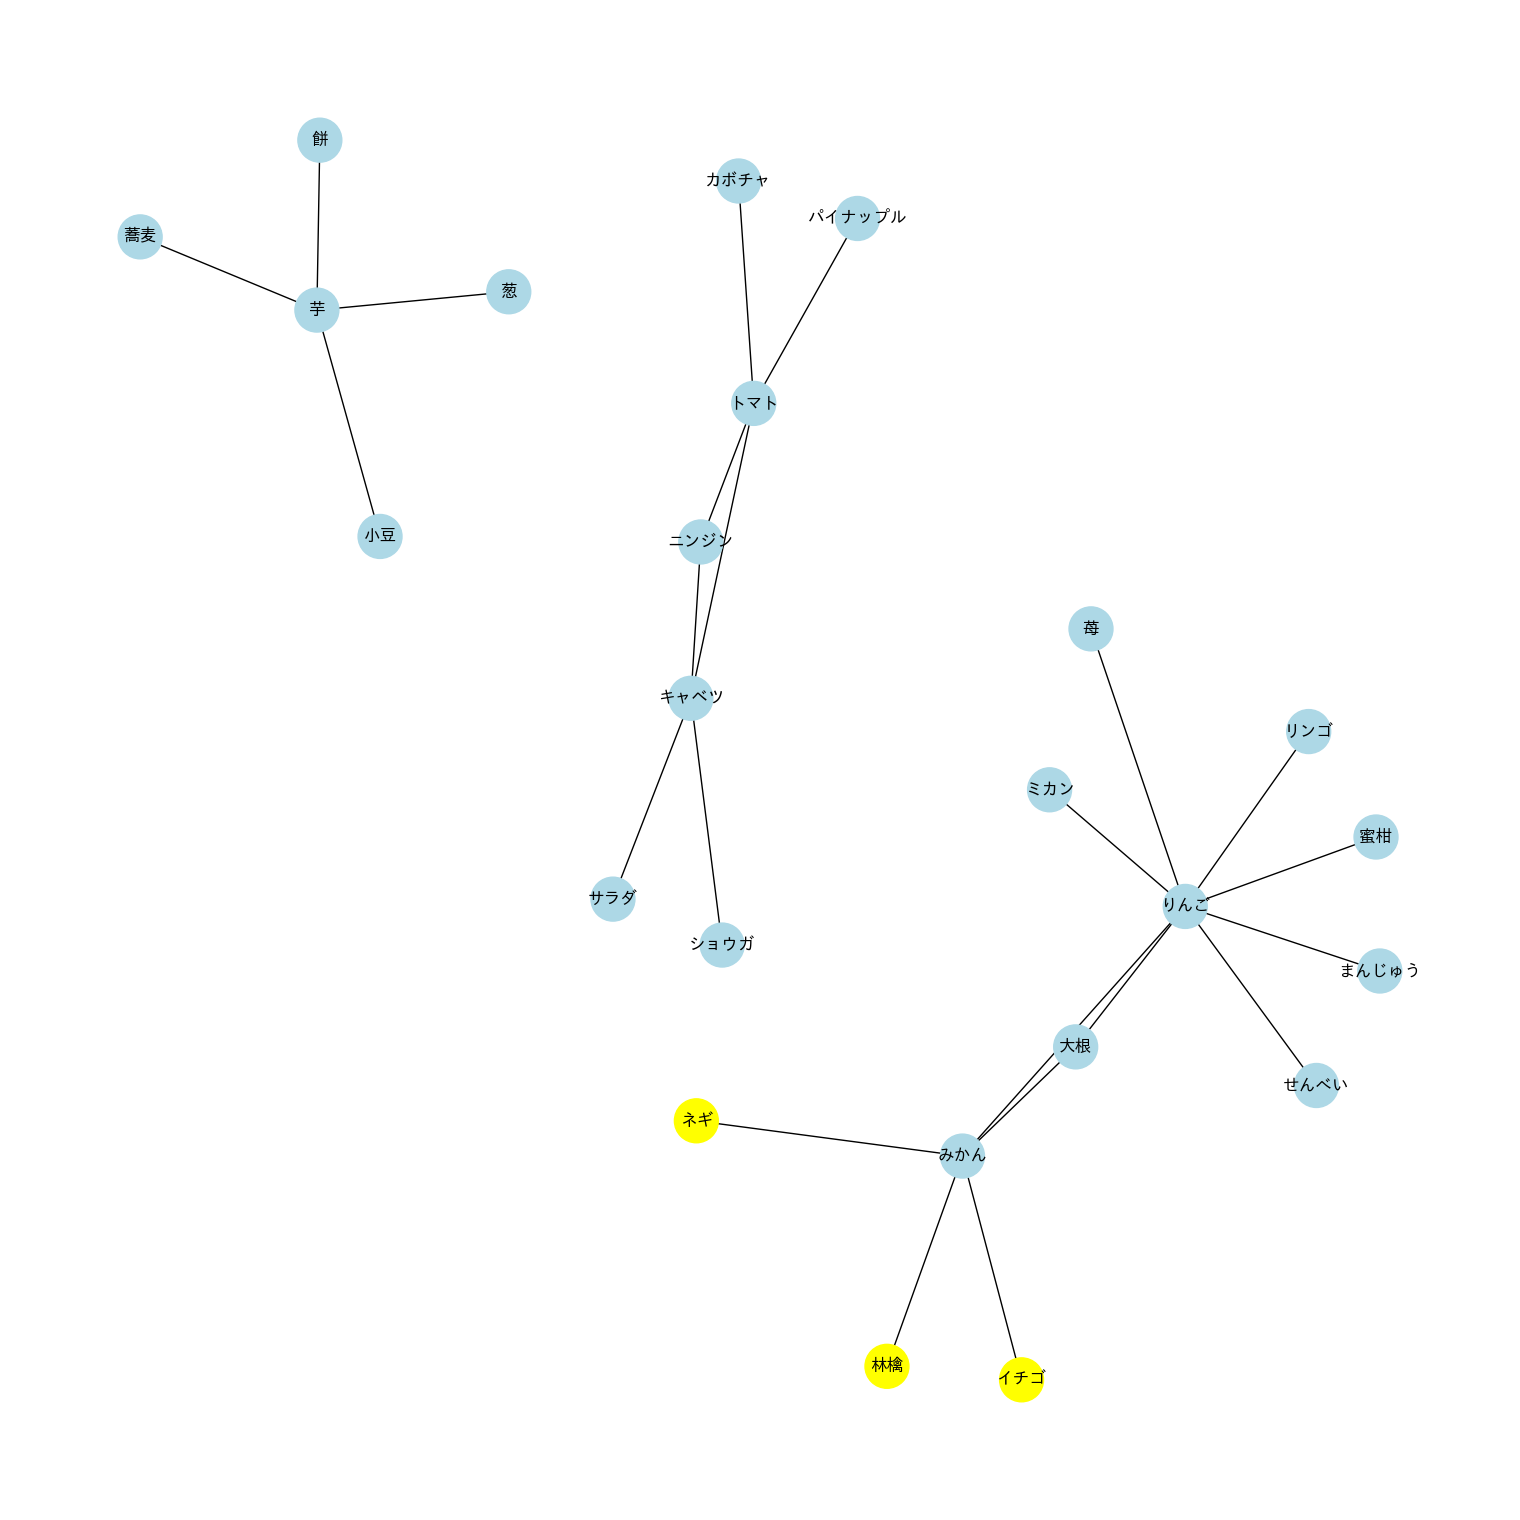 餅
カボチャ
パイナップル
蕎麦
葱
芋
トマト
小豆
ニンジン
苺
キャベツ
リンゴ
ミカン
蜜柑
サラダ
りんご
ショウガ
まんじゅう
大根
せんべい
ネギ
みかん
林檎
イチゴ